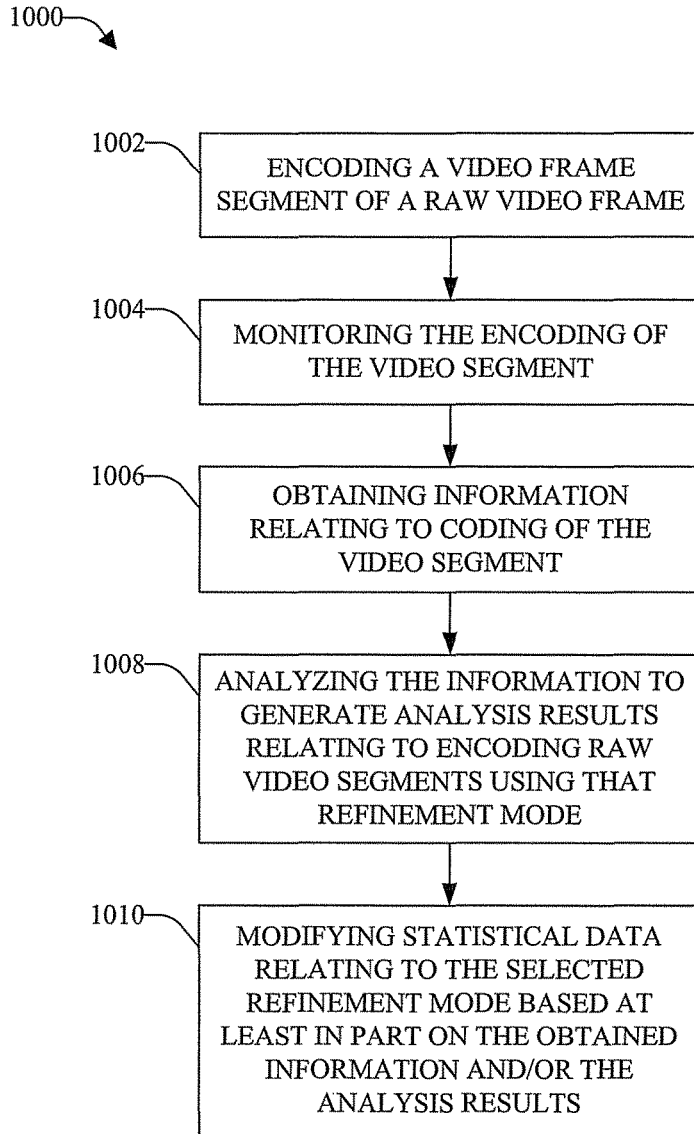 1000
1002
ENCODING A VIDEO FRAME
SEGMENT OF A RAW VIDEO FRAME
1004
MONITORING THE ENCODING OF
THE VIDEO SEGMENT
1006
OBTAINING INFORMATION
RELATING TO CODING OF THE
VIDEO SEGMENT
1008
ANALYZING THE INFORMATION TO
GENERATE ANALYSIS RESULTS
RELATING TO ENCODING RAW
VIDEO SEGMENTS USING THAT
REFINEMENT MODE
1010
MODIFYING STATISTICAL DATA
RELATING TO THE SELECTED
REFINEMENT MODE BASED AT
LEAST IN PART ON THE OBTAINED
INFORMATION AND/OR THE
ANALYSIS RESULTS